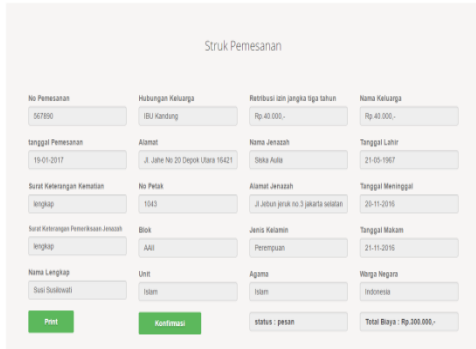 Struk Pemesanan
No Pemesanan
Hubungan Keluarga
Retribusi izin jangka tiga tahun
Nama Keluarga
567890
IBU Kandung
Rp.40.000,-
Rp.40.000,-
tanggal Pemesanan
Alamat
Nama Jenazah
Tanggal Lahir
19-01-2017
Jl. Jahe No 20 Depok Utara 16421
Siska Aulia
21-05-1967
Surat Keterangan Kematian
No Petak
Alamat Jenazah
Tanggal Meninggal
lengkap
1043
Jl.kebun jeruk no.3 jakarta selatan
20-11-2016
Surat Keterangan Pemeriksaan Jenazah
Blok
Jenis Kelamin
Tanggal Makam
lengkap
AAII
Perempuan
21-11-2016
Nama Lengkap
Unit
Agama
Warga Negara
Susi Susilowati
Islam
Islam
Indonesia
Print
Konfirmasi
status : pesan
Total Biaya : Rp.300.000,-